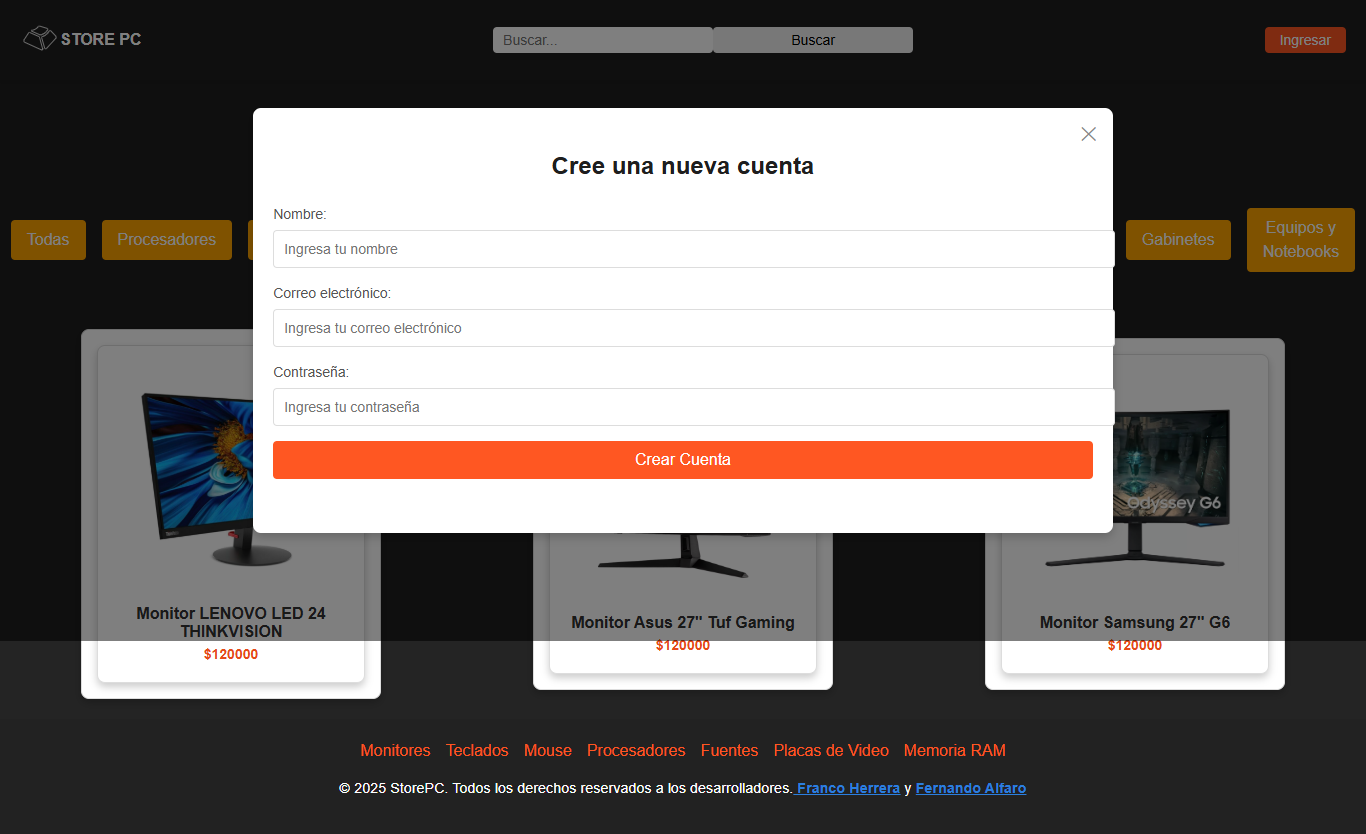 STORE PC
Buscar...
Buscar
Ingresar
Cree una nueva cuenta
Nombre:
Ingresa tu nombre
Correo electrónico:
Ingresa tu correo electrónico
Contraseña:
Ingresa tu contraseña
Crear Cuenta
Todas
Procesadores
Gabinetes
Equipos y
Notebooks
Odyssey G6
Monitor LENOVO LED 24
THINKVISION
$120000
Monitor Asus 27" Tuf Gaming
$120000
Monitor Samsung 27" G6
$120000
Monitores Teclados Mouse Procesadores Fuentes Placas de Video Memoria RAM
© 2025 StorePC. Todos los derechos reservados a los desarrolladores. Franco Herrera y Fernando Alfaro